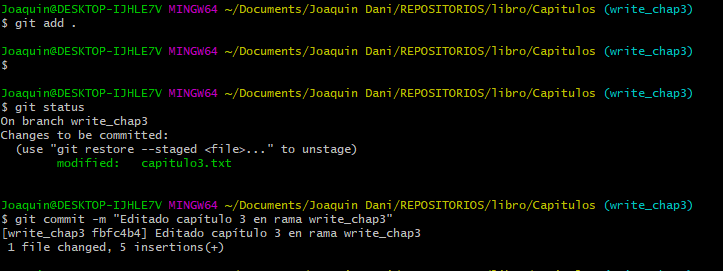 Joaquin@DESKTOP-IJHLE7V MINGW64 ~/Documents/Joaquin Dani/REPOSITORIOS/libro/Capitulos (write_chap3)
$ git add .
Joaquin@DESKTOP-IJHLE7V MINGW64 ~/Documents/Joaquin Dani/REPOSITORIOS/libro/Capitulos (write_chap3)
$
Joaquin@DESKTOP-IJHLE7V MINGW64 ~/Documents/Joaquin Dani/REPOSITORIOS/libro/Capitulos (write_chap3)
$ git status
On branch write_chap3
Changes to be committed:
  (use "git restore --staged <file>..." to unstage)
        modified:   capitulo3.txt
Joaquin@DESKTOP-IJHLE7V MINGW64 ~/Documents/Joaquin Dani/REPOSITORIOS/libro/Capitulos (write_chap3)
$ git commit -m "Editado capítulo 3 en rama write_chap3"
[write_chap3 fbfc4b4] Editado capítulo 3 en rama write_chap3
 1 file changed, 5 insertions(+)